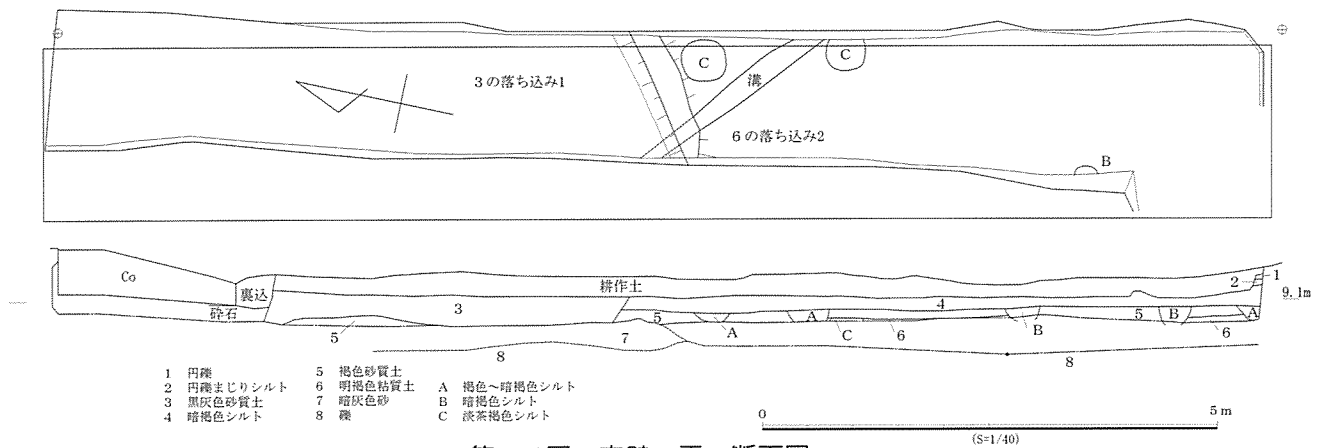 3の落ち込み1
C
C
溝
6の落ち込み2
B
Co
裏込
砕石
耕作土
3
4
5
5
5
6
6
7
8
8
A
A
A
B
B
C
1
2
9.1m
1 円礫
2 円礫まじりシルト
3 黒灰色砂質土
4 暗褐色シルト
5 褐色砂質土
6 明褐色粘質土
7 暗灰色砂
8 礫
A 褐色～暗褐色シルト
B 暗褐色シルト
C 淡茶褐色シルト
0
5m
(S=1/40)